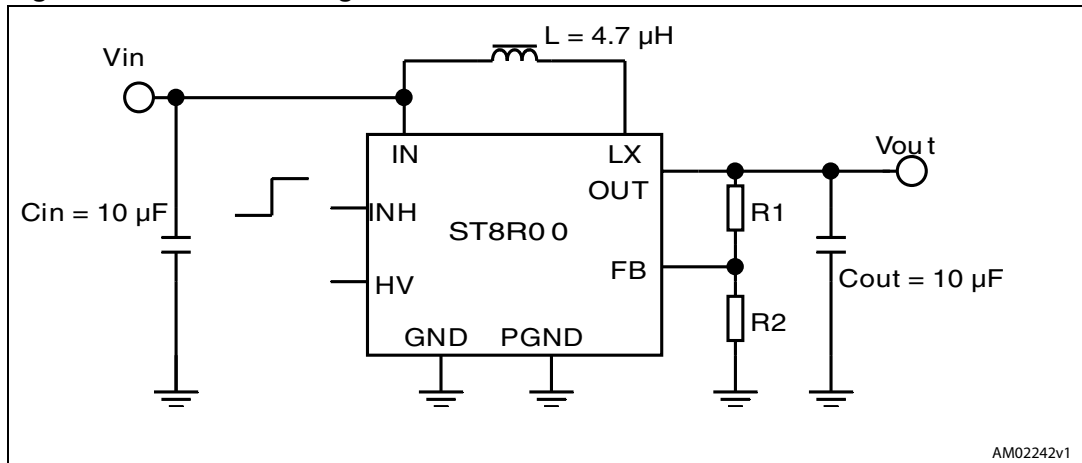 L = 4.7 µH
Vin
IN
LX
Vout
OUT
Cin = 10 µF
INH
R1
ST8R00
HV
FB
Cout = 10 µF
R2
GND
PGND
AM02242v1